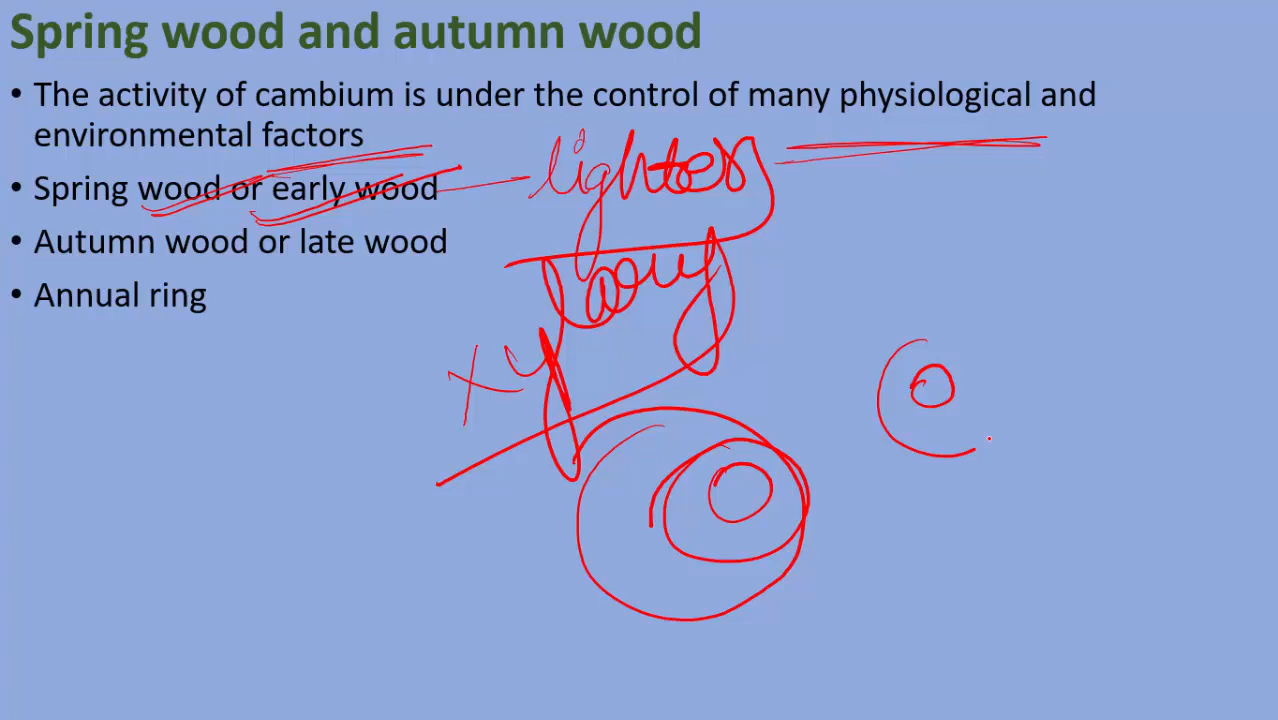 Spring wood and autumn wood
• The activity of cambium is under the control of many physiological and
environmental factors
• Spring wood or early wood
lighter
• Autumn wood or late wood
• Annual ring
xy